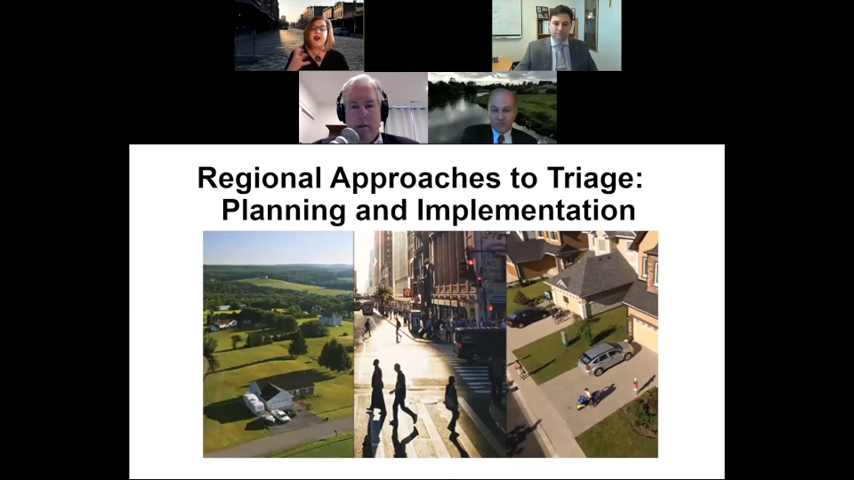 Regional Approaches to Triage:
Planning and Implementation